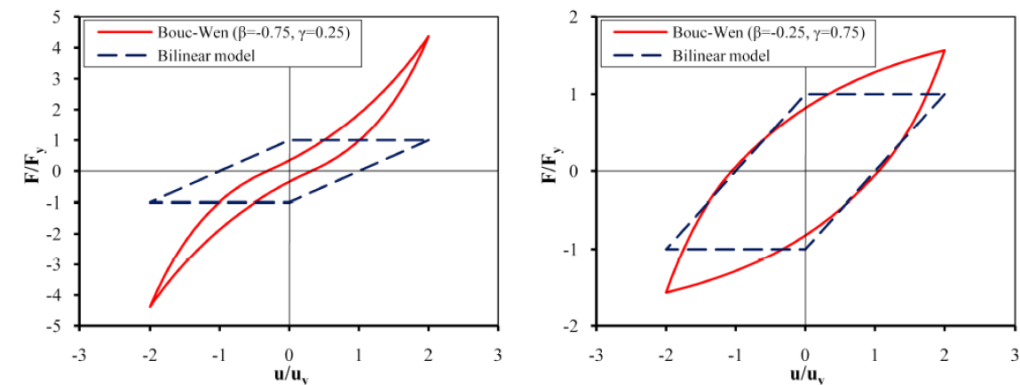 Bouc-Wen (β=-0.75, γ=0.25)
Bilinear model
5
4
3
2
1
0
-1
-2
-3
-4
-5
F/Fy
-3 -2 -1 0 1 2 3
u/uy
Bouc-Wen (β=-0.25, γ=0.75)
Bilinear model
2
1
0
-1
-2
F/Fy
-3 -2 -1 0 1 2 3
u/uy